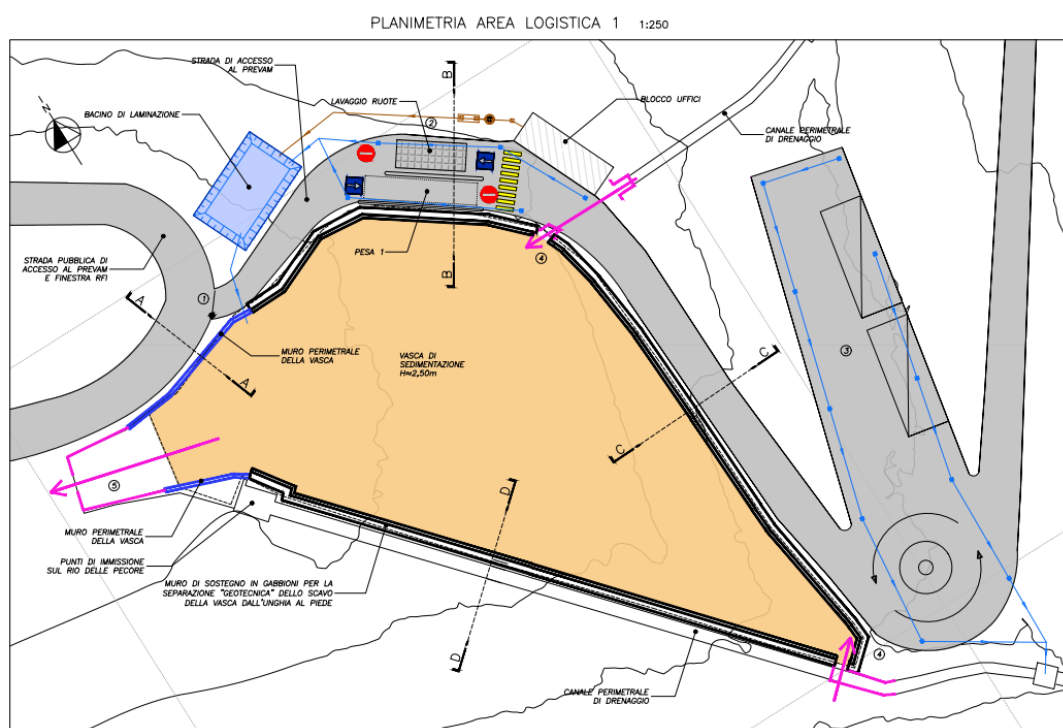 PLANIMETRIA AREA LOGISTICA 1 1:250
STRADA DI ACCESSO
AL PREVAM
B
LAVAGGIO RUOTE
2
BLOCCO UFFICI
N
BACINO DI LAMINAZIONE
CANALE PERIMETRALE
DI DRENAGGIO
STRADA PUBBLICA DI
ACCESSO AL PREVAM
E FINESTRA RFI
PESA 1
4
B
1
A
MURO PERIMETRALE
DELLA VASCA
VASCA DI
SEDIMENTAZIONE
H≈2,50m
C
3
A
C
5
D
MURO PERIMETRALE
DELLA VASCA
PUNTI DI IMMISSIONE
SUL RIO DELLE PECORE
MURO DI SOSTEGNO IN GABBIONI PER LA
SEPARAZIONE "GEOTECNICA" DELLO SCAVO
DELLA VASCA DALL'UNGHIA AL PIEDE
D
4
CANALE PERIMETRALE
DI DRENAGGIO